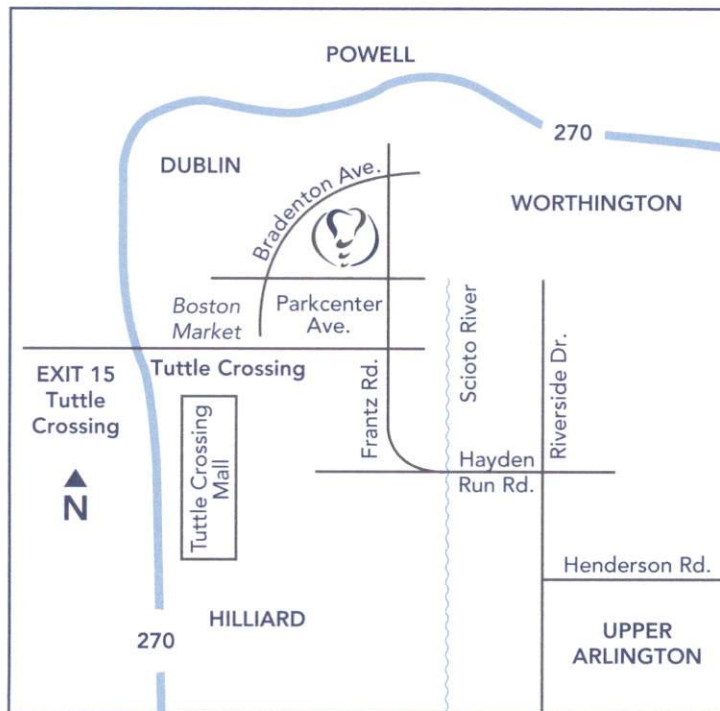 POWELL
270
DUBLIN
Bradenton Ave.
WORTHINGTON
Boston
Market
Parkcenter
Ave.
Scioto River
Riverside Dr.
EXIT 15
Tuttle
Crossing
Tuttle Crossing
Frantz Rd.
Tuttle Crossing
Mall
Hayden
Run Rd.
N
Henderson Rd.
HILLIARD
270
UPPER
ARLINGTON